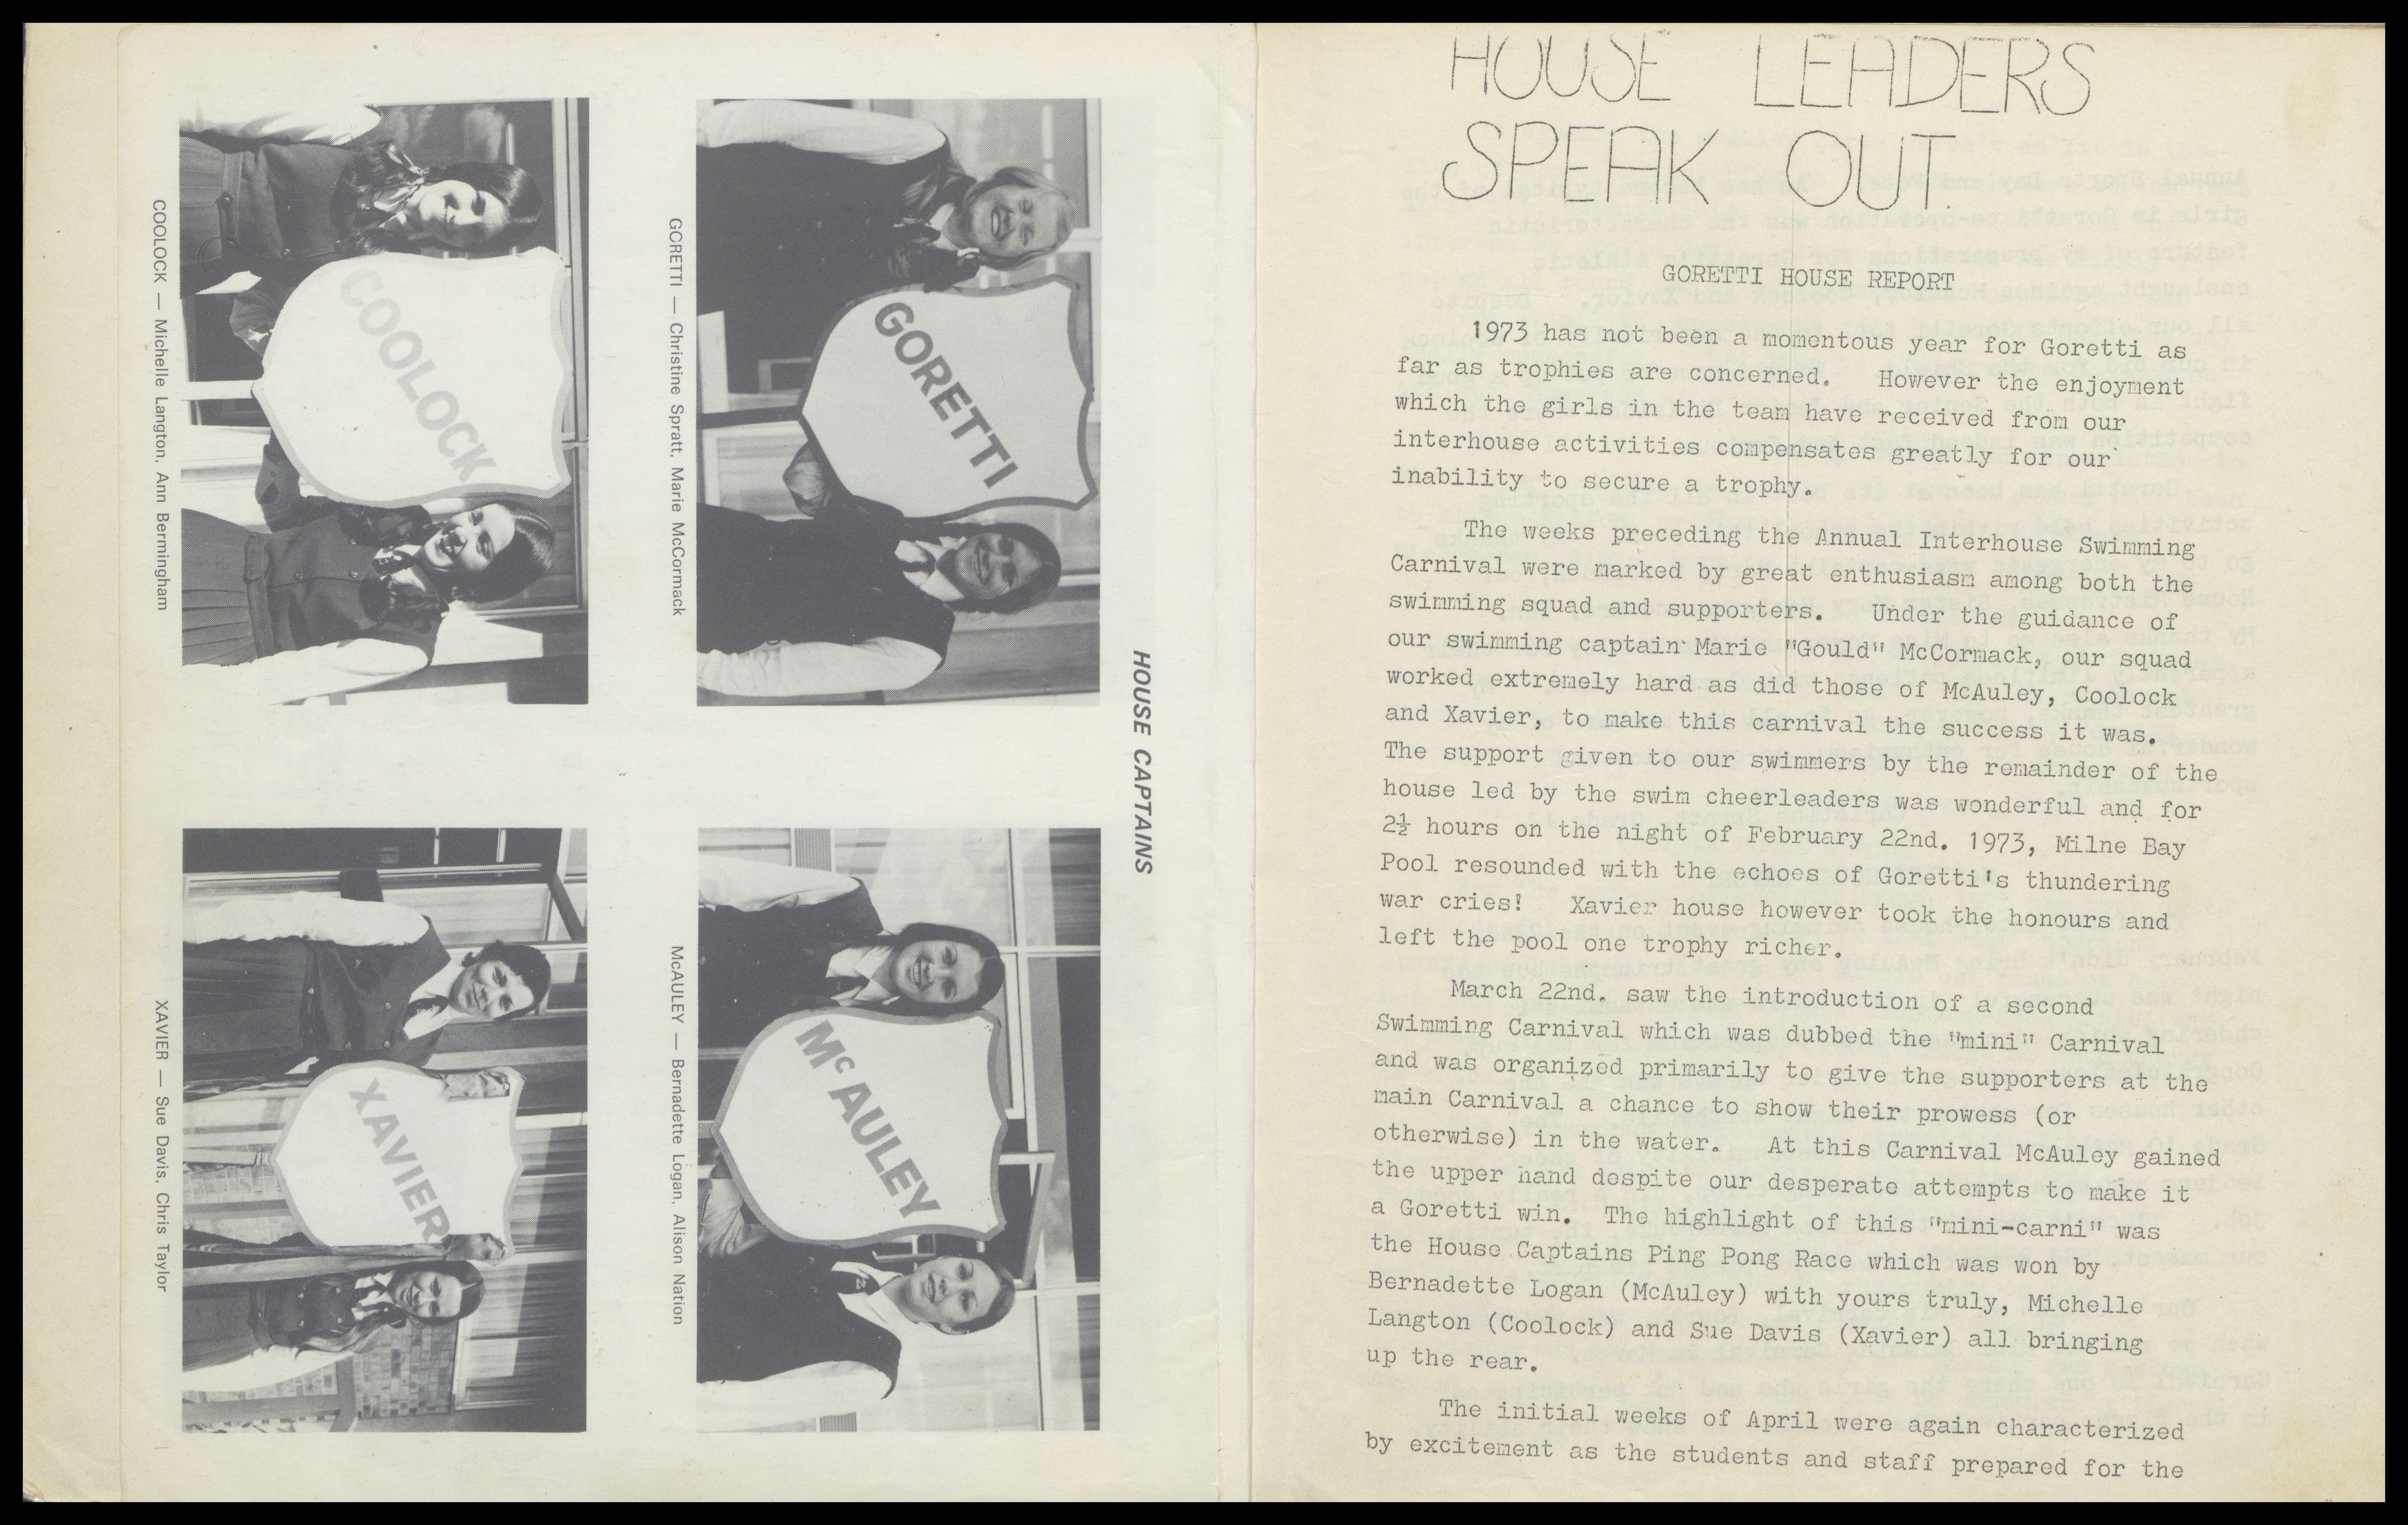 HOUSE CAPTAINS
GORETTI
GORETTI — Christine Spratt, Marie McCormack
McAULEY
McAULEY — Bernadette Logan, Alison Nation
COOLOCK
COOLOCK — Michelle Langton, Ann Bermingham
XAVIER
XAVIER — Sue Davis, Chris Taylor
HOUSE LEADERS
SPEAK OUT.
GORETTI HOUSE REPORT
1973 has not been a momentous year for Goretti as
far as trophies are concerned. However the enjoyment
which the girls in the team have received from our
interhouse activities compensates greatly for our
inability to secure a trophy.
The weeks preceding the Annual Interhouse Swimming
Carnival were marked by great enthusiasm among both the
swimming squad and supporters. Under the guidance of
our swimming captain Marie "Gould" McCormack, our squad
worked extremely hard as did those of McAuley, Coolock
and Xavier, to make this carnival the success it was.
The support given to our swimmers by the remainder of the
house led by the swim cheerleaders was wonderful and for
2½ hours on the night of February 22nd. 1973, Milne Bay
Pool resounded with the echoes of Goretti's thundering
war cries! Xavier house however took the honours and
left the pool one trophy richer.
March 22nd. saw the introduction of a second
Swimming Carnival which was dubbed the "mini" Carnival
and was organized primarily to give the supporters at the
main Carnival a chance to show their prowess (or
otherwise) in the water. At this Carnival McAuley gained
the upper hand despite our desperate attempts to make it
a Goretti win. The highlight of this "mini-carni" was
the House Captains Ping Pong Race which was won by
Bernadette Logan (McAuley) with yours truly, Michelle
Langton (Coolock) and Sue Davis (Xavier) all bringing
up the rear.
The initial weeks of April were again characterized
by excitement as the students and staff prepared for the